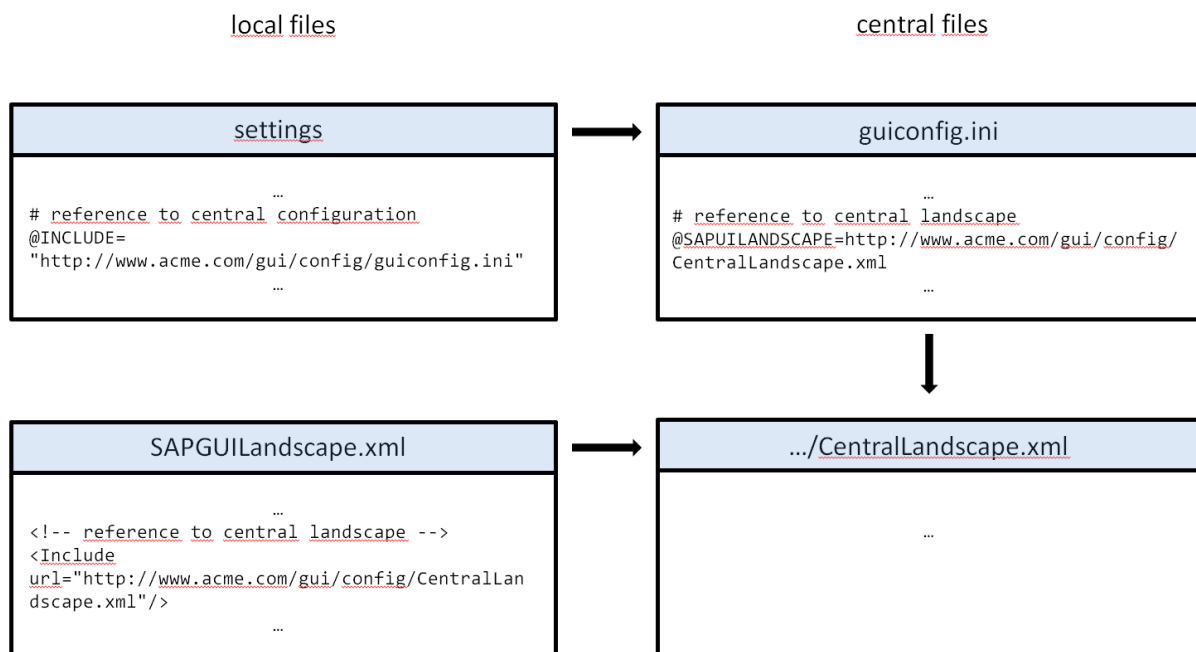 local files
central files
settings
…
# reference to central configuration
@INCLUDE=
"http://www.acme.com/gui/config/guiconfig.ini"
…
guiconfig.ini
…
# reference to central landscape
@SAPUILANDSCAPE=http://www.acme.com/gui/config/
CentralLandscape.xml
…
SAPGUILandscape.xml
…
<!-- reference to central landscape -->
<Include
url="http://www.acme.com/gui/config/CentralLan
dscape.xml"/>
…
…/CentralLandscape.xml
…